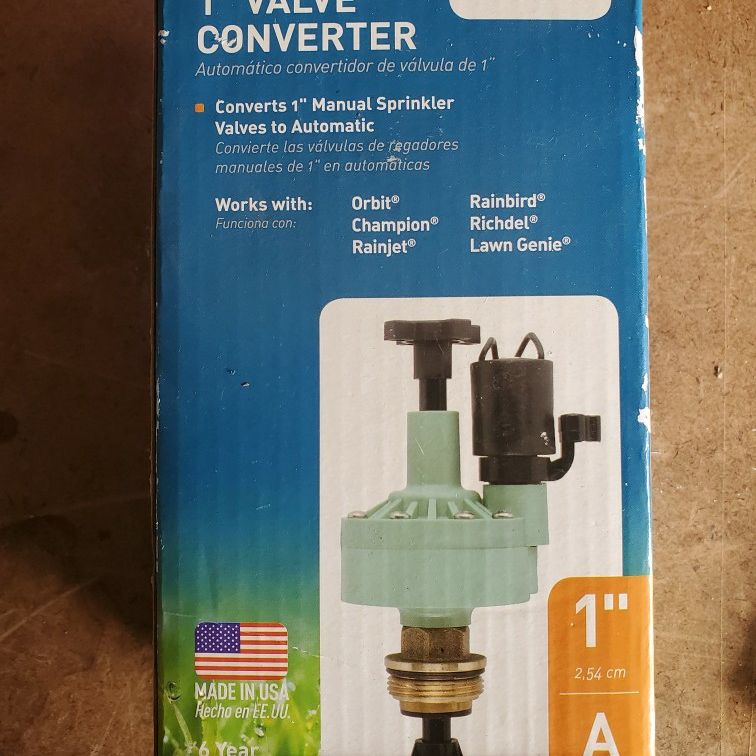 1" VALVE
CONVERTER
Automático convertidor de válvula de 1"
Converts 1" Manual Sprinkler
Valves to Automatic
Convierte las válvulas de regadores
manuales de 1" en automáticas
Works with:
Funciona con:
Orbit® Rainbird®
Champion® Richdel®
Rainjet® Lawn Genie®
1"
2,54 cm
A
MADE IN USA
Hecho en EE.UU.
6 Year